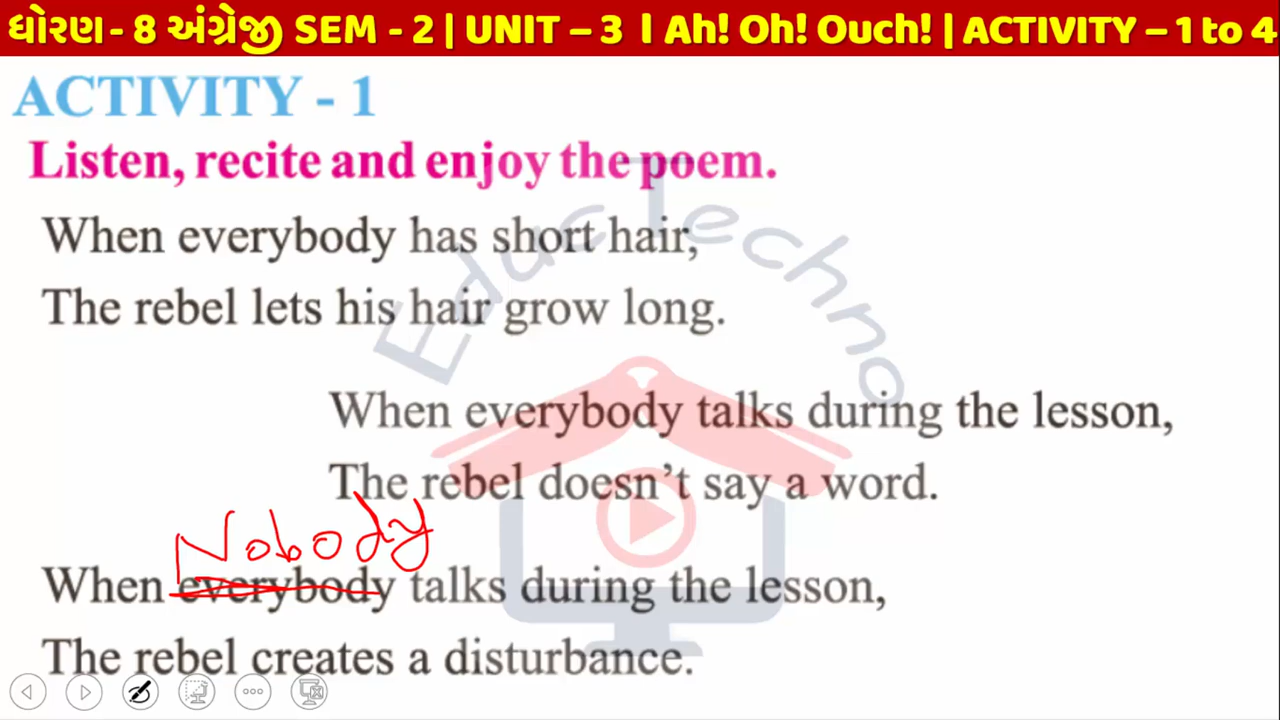 ધોરણ - 8 અંગ્રેજી SEM - 2 | UNIT – 3 l Ah! Oh! Ouch! | ACTIVITY – 1 to 4
ACTIVITY - 1
Listen, recite and enjoy the poem.
When everybody has short hair,
The rebel lets his hair grow long.
When everybody talks during the lesson,
The rebel doesn't say a word.
Nobody
When everybody talks during the lesson,
The rebel creates a disturbance.
Educ Techno